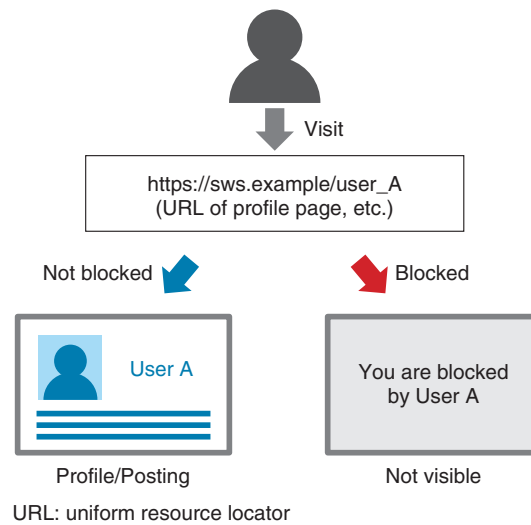 Visit
https://sws.example/user_A
(URL of profile page, etc.)
Not blocked
Blocked
User A
You are blocked
by User A
Profile/Posting
Not visible
URL: uniform resource locator